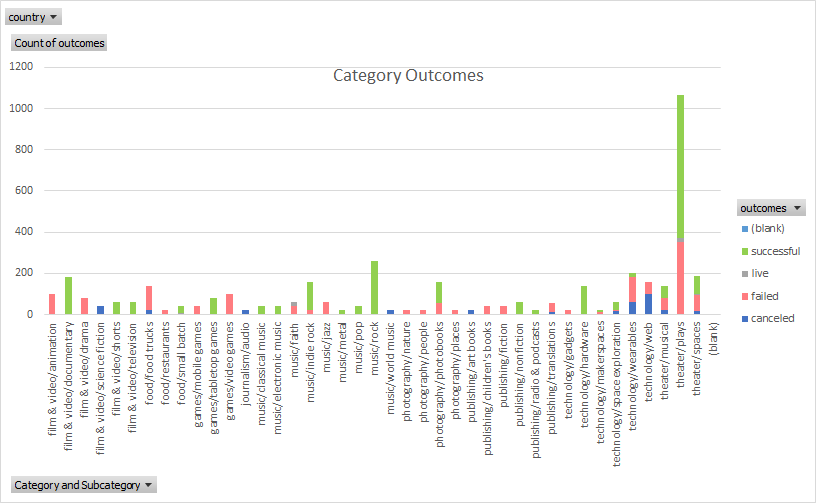 country
Count of outcomes
Category Outcomes
1200
1000
800
600
400
200
0
film & video/animation
film & video/documentary
film & video/drama
film & video/science fiction
film & video/shorts
film & video/television
food/food trucks
food/restaurants
food/small batch
games/mobile games
games/tabletop games
games/video games
journalism/audio
music/classical music
music/electronic music
music/faith
music/indie rock
music/jazz
music/metal
music/pop
music/rock
music/world music
photography/nature
photography/people
photography/photobooks
photography/places
publishing/art books
publishing/children's books
publishing/fiction
publishing/nonfiction
publishing/radio & podcasts
publishing/translations
technology/gadgets
technology/hardware
technology/makerspaces
technology/space exploration
technology/wearables
technology/web
theater/musical
theater/plays
theater/spaces
(blank)
outcomes
(blank)
successful
live
failed
canceled
Category and Subcategory